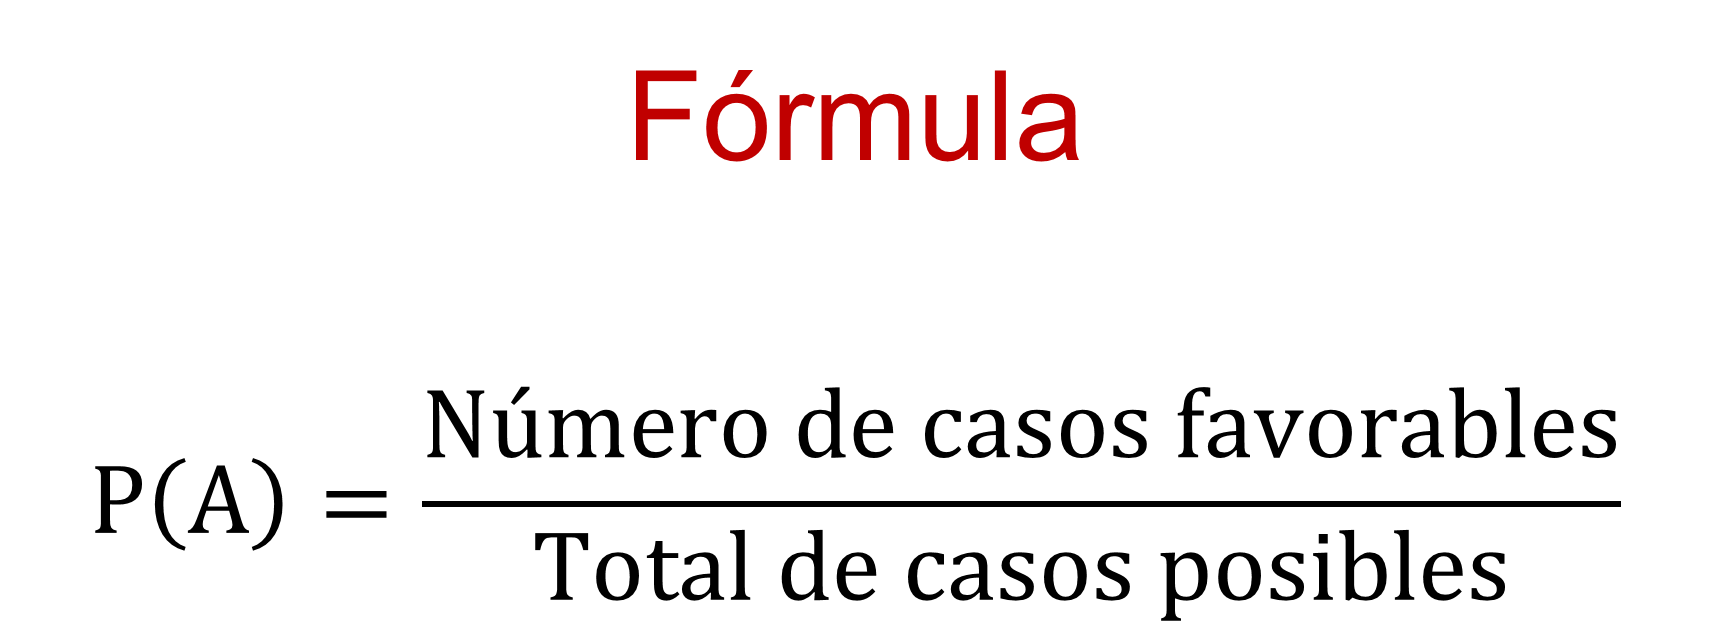 Fórmula
P(A) = Número de casos favorables
Total de casos posibles